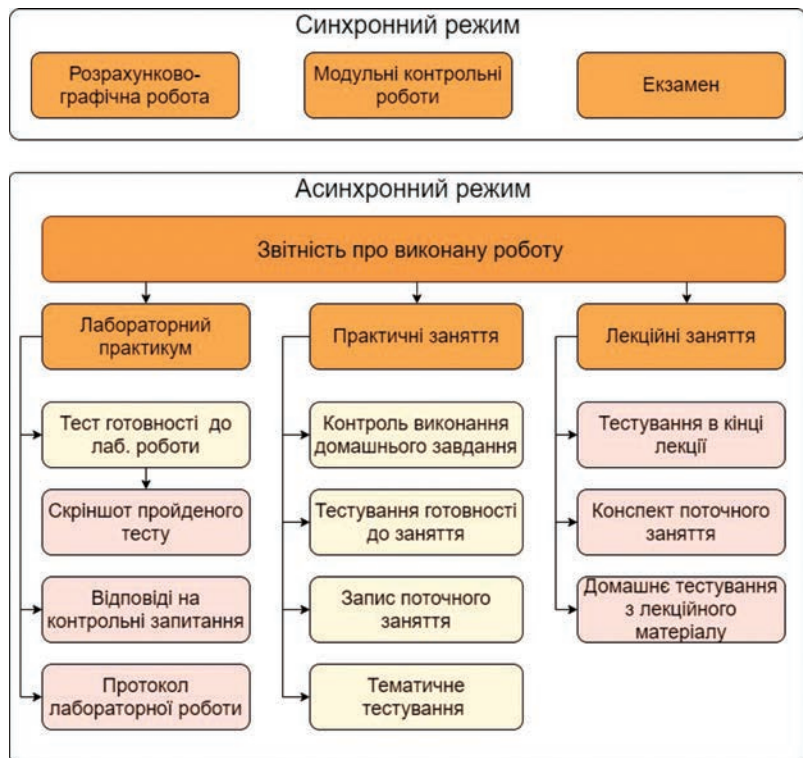 Синхронний режим
Розрахунково-
графічна робота
Модульні контрольні
роботи
Екзамен
Асинхронний режим
Звітність про виконану роботу
Лабораторний
практикум
Практичні заняття
Лекційні заняття
Тест готовності до
лаб. роботи
Контроль виконання
домашнього завдання
Тестування в кінці
лекції
Скріншот пройденого
тесту
Тестування готовності
до заняття
Конспект поточного
заняття
Відповіді на
контрольні запитання
Запис поточного
заняття
Домашнє тестування
з лекційного
матеріалу
Протокол
лабораторної роботи
Тематичне
тестування